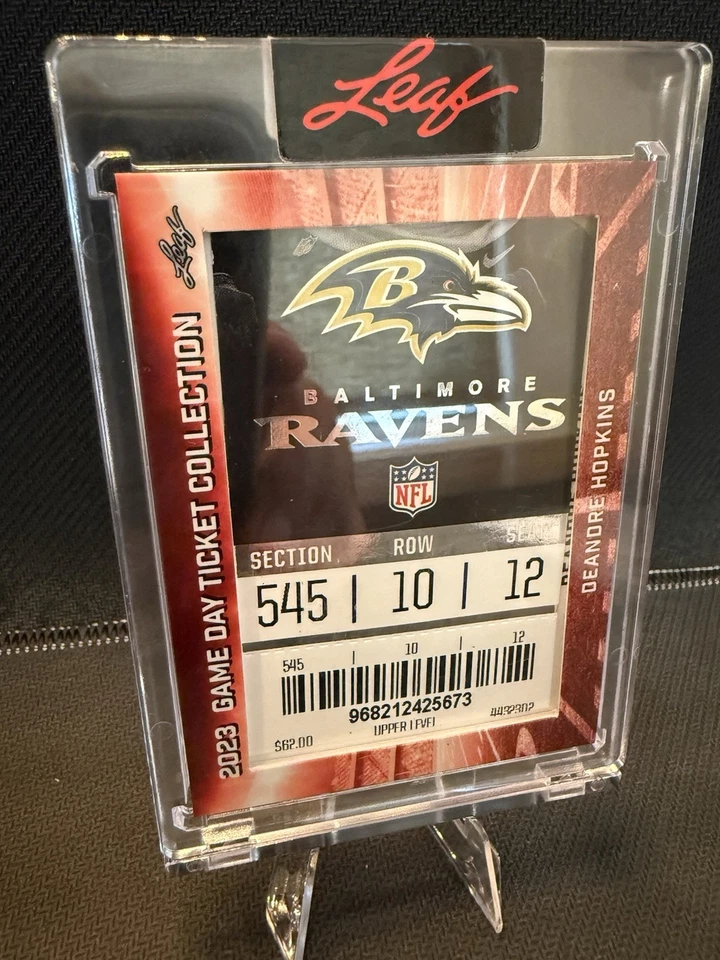 Leaf
Leaf
2023 GAME DAY TICKET COLLECTION
B
BALTIMORE
RAVENS
NFL
SECTION ROW
545 | 10 | 12
545 | 10 | 12
968212425673
UPPER LEVEL
$62.00
4432302
DEANDRE HOPKINS